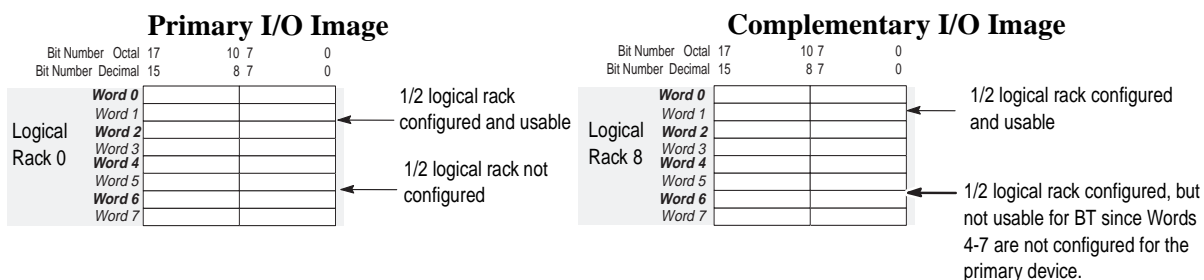 Primary I/O Image
Bit Number Octal 17 10 7 0
Bit Number Decimal 15 8 7 0
Logical
Rack 0
Word 0
Word 1
Word 2
Word 3
Word 4
Word 5
Word 6
Word 7
1/2 logical rack
configured and usable
1/2 logical rack not
configured
Complementary I/O Image
Bit Number Octal 17 10 7 0
Bit Number Decimal 15 8 7 0
Logical
Rack 8
Word 0
Word 1
Word 2
Word 3
Word 4
Word 5
Word 6
Word 7
1/2 logical rack configured
and usable
1/2 logical rack configured, but
not usable for BT since Words
4-7 are not configured for the
primary device.